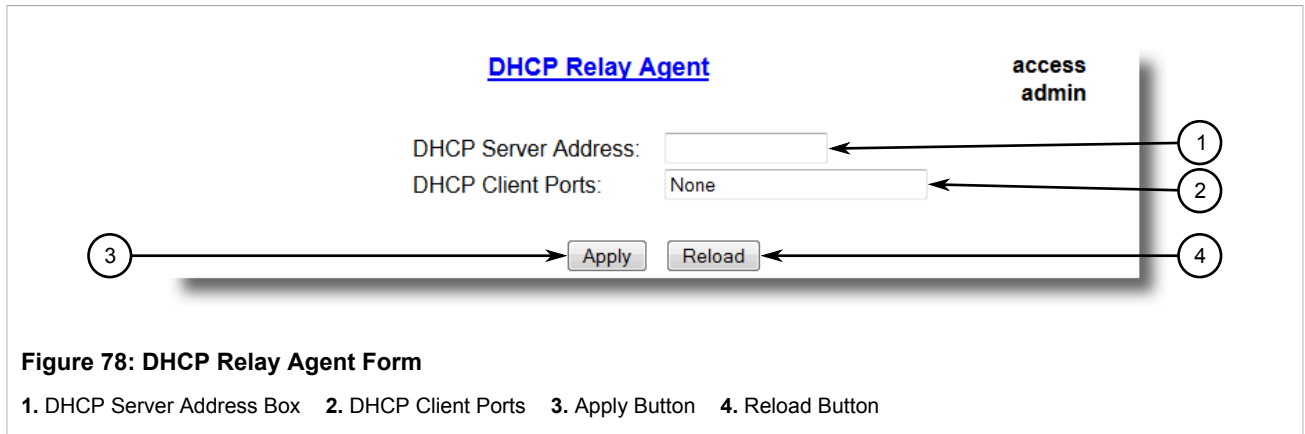 DHCP Relay Agent
access
admin
DHCP Server Address:
1
DHCP Client Ports: None
2
3
Apply Reload
4
Figure 78: DHCP Relay Agent Form
1. DHCP Server Address Box 2. DHCP Client Ports 3. Apply Button 4. Reload Button